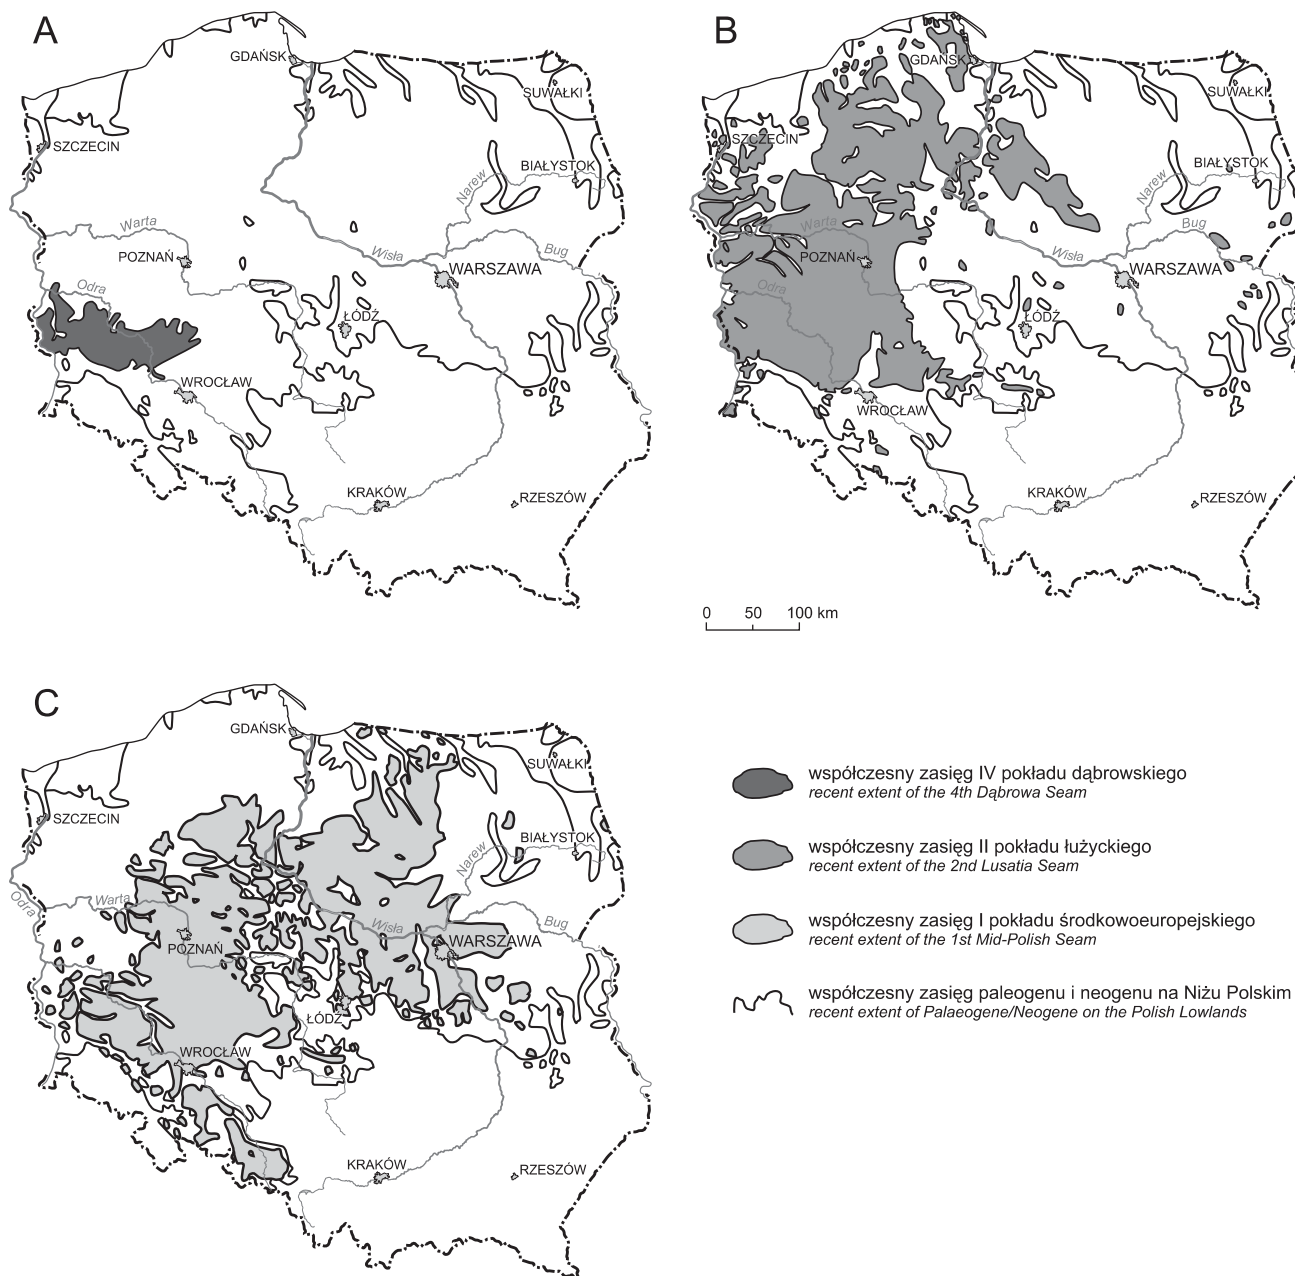 A
GDAŃSK
SUWAŁKI
SZCZECIN
BIAŁYSTOK
Narew
Warta
Bug
POZNAŃ
Wisła
WARSZAWA
Odra
ŁÓDŹ
WROCŁAW
KRAKÓW
RZESZÓW
B
GDAŃSK
SUWAŁKI
SZCZECIN
BIAŁYSTOK
Narew
Warta
Bug
POZNAŃ
Wisła
WARSZAWA
Odra
ŁÓDŹ
WROCŁAW
KRAKÓW
RZESZÓW
0 50 100 km
C
GDAŃSK
SUWAŁKI
SZCZECIN
BIAŁYSTOK
Narew
Odra
Warta
Bug
Wisła
POZNAŃ
WARSZAWA
ŁÓDŹ
WROCŁAW
KRAKÓW
RZESZÓW
współczesny zasięg IV pokładu dąbrowskiego
recent extent of the 4th Dąbrowa Seam
współczesny zasięg II pokładu łużyckiego
recent extent of the 2nd Lusatia Seam
współczesny zasięg I pokładu środkowoeuropejskiego
recent extent of the 1st Mid-Polish Seam
współczesny zasięg paleogenu i neogenu na Niżu Polskim
recent extent of Palaeogene/Neogene on the Polish Lowlands